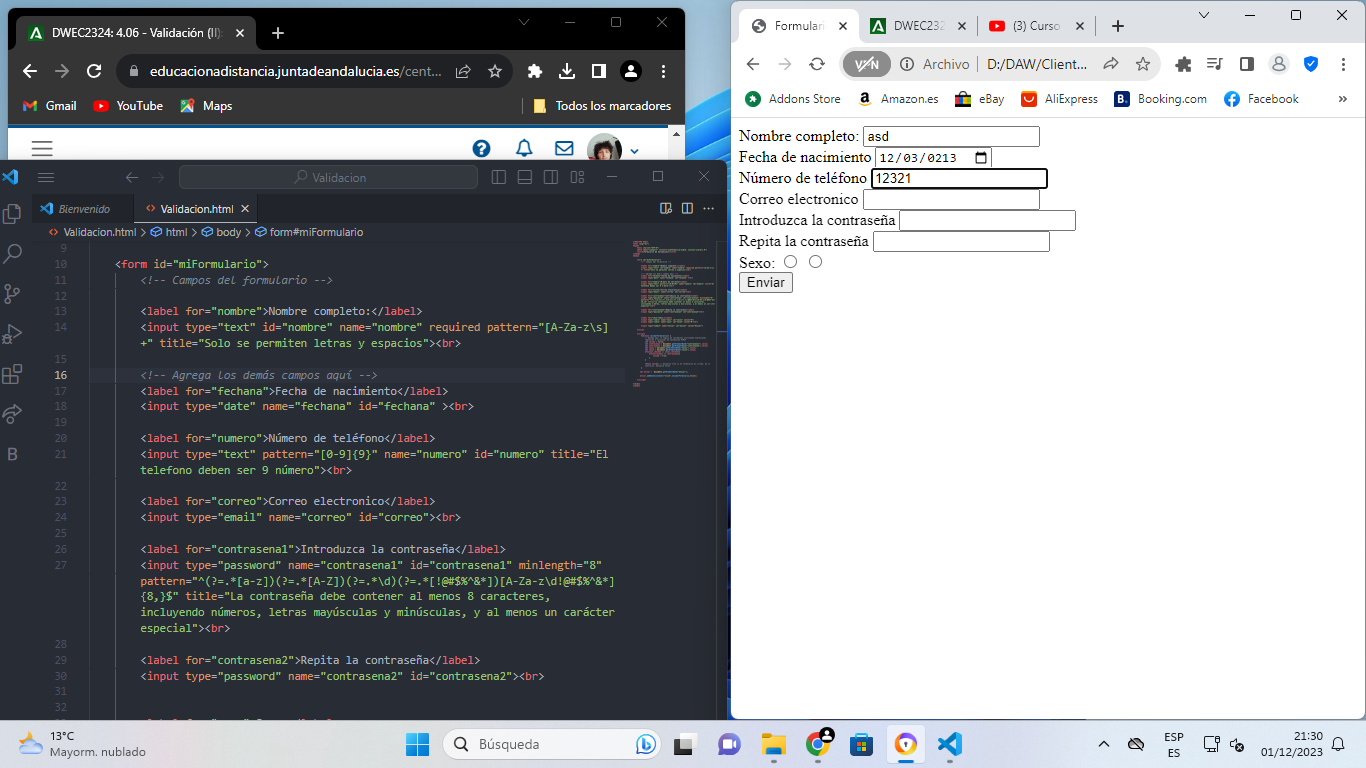 DWEC2324: 4.06 - Validación (II):
educacionadistancia.juntadeandalucia.es/cent...
Gmail YouTube Maps Todos los marcadores
Validacion
Bienvenido Validacion.html
Validacion.html > html > body > form#miFormulario
9
10 <form id="miFormulario">
11 <!-- Campos del formulario -->
12
13 <label for="nombre">Nombre completo:</label>
14 <input type="text" id="nombre" name="nombre" required pattern="[A-Za-z\s]
+" title="Solo se permiten letras y espacios"><br>
15
16 <!-- Agrega los demás campos aquí -->
17 <label for="fechana">Fecha de nacimiento</label>
18 <input type="date" name="fechana" id="fechana" ><br>
19
20 <label for="numero">Número de teléfono</label>
21 <input type="text" pattern="[0-9]{9}" name="numero" id="numero" title="El
telefono deben ser 9 número"><br>
22
23 <label for="correo">Correo electronico</label>
24 <input type="email" name="correo" id="correo"><br>
25
26 <label for="contrasena1">Introduzca la contraseña</label>
27 <input type="password" name="contrasena1" id="contrasena1" minlength="8"
pattern="^(?=.*[a-z])(?=.*[A-Z])(?=.*\d)(?=.*[!@#$%^&*])[A-Za-z\d!@#$%^&*]
{8,}$" title="La contraseña debe contener al menos 8 caracteres,
incluyendo números, letras mayúsculas y minúsculas, y al menos un carácter
especial"><br>
28
29 <label for="contrasena2">Repita la contraseña</label>
30 <input type="password" name="contrasena2" id="contrasena2"><br>
31
32
Formulari DWEC232 (3) Curso
VPN Archivo D:/DAW/Client...
Addons Store Amazon.es eBay AliExpress Booking.com Facebook »
Nombre completo: asd
Fecha de nacimiento 12/03/0213
Número de teléfono 12321
Correo electronico
Introduzca la contraseña
Repita la contraseña
Sexo:
Enviar
13°C
Mayorm. nublado
Búsqueda
ESP
ES
21:30
01/12/2023